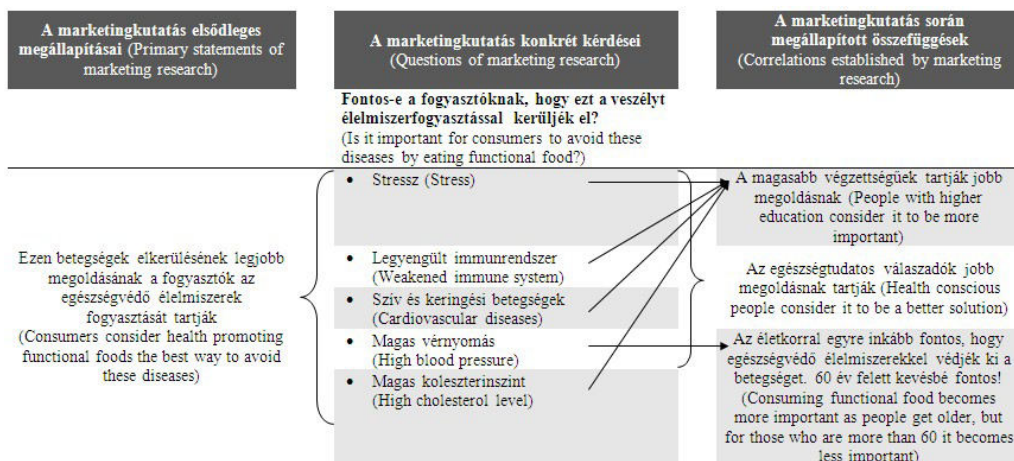 A marketingkutatás elsődleges
megállapításai (Primary statements of
marketing research)
A marketingkutatás konkrét kérdései
(Questions of marketing research)
A marketingkutatás során
megállapított összefüggések
(Correlations established by marketing
research)
Fontos-e a fogyasztóknak, hogy ezt a veszélyt
élelmiszerfogyasztással kerüljék el?
(Is it important for consumers to avoid these
diseases by eating functional food?)
Ezen betegségek elkerülésének legjobb
megoldásának a fogyasztók az
egészségvédő élelmiszerek
fogyasztását tartják
(Consumers consider health promoting
functional foods the best way to avoid
these diseases)
• Stressz (Stress)
• Legyengült immunrendszer
(Weakened immune system)
• Szív és keringési betegségek
(Cardiovascular diseases)
• Magas vérnyomás
(High blood pressure)
• Magas koleszterinszint
(High cholesterol level)
A magasabb végzettségüek tartják jobb
megoldásnak (People with higher
education consider it to be more
important)
Az egészségtudatos válaszadók jobb
megoldásnak tartják (Health conscious
people consider it to be a better solution)
Az életkorral egyre inkább fontos, hogy
egészségvédő élelmiszerekkel védjék ki a
betegséget. 60 év felett kevésbé fontos!
(Consuming functional food becomes
more important as people get older, but
for those who are more than 60 it becomes
less important)